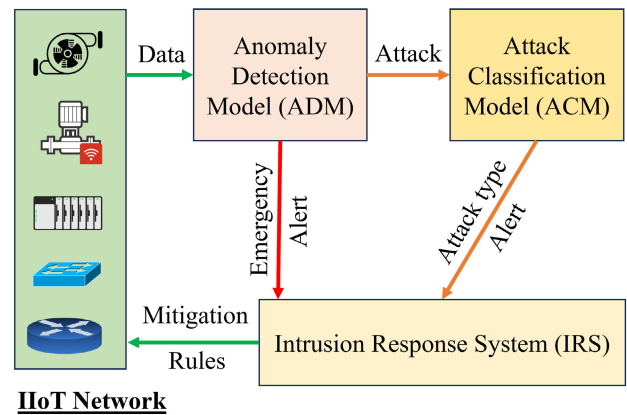 Data
Anomaly
Detection
Model (ADM)
Attack
Attack
Classification
Model (ACM)
Emergency
Alert
Attack type
Alert
Mitigation
Rules
Intrusion Response System (IRS)
IIoT Network